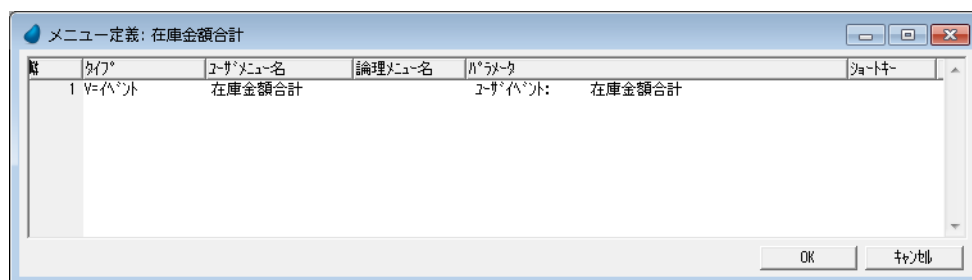 メニュー定義: 在庫金額合計
# ﾀｲﾌﾟ ﾕｰｻﾞﾒﾆｭｰ名 論理ﾒﾆｭｰ名 ﾊﾟﾗﾒｰﾀ ｼｮｰﾄｷｰ
1 V=ｲﾍﾞﾝﾄ 在庫金額合計 ﾕｰｻﾞｲﾍﾞﾝﾄ: 在庫金額合計
OK ｷｬﾝｾﾙ